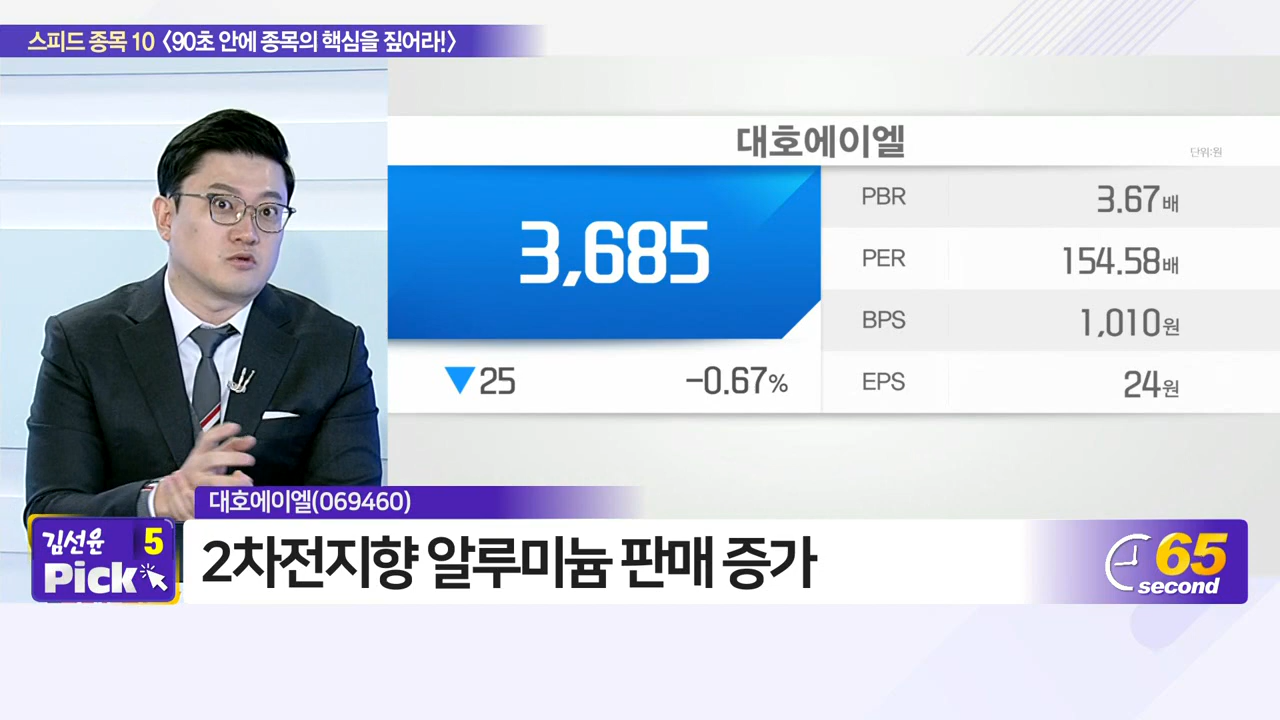 스피드 종목 10 〈90초 안에 종목의 핵심을 짚어라!〉
대호에이엘
단위:원
3,685
▼25 -0.67%
PBR 3.67배
PER 154.58배
BPS 1,010원
EPS 24원
대호에이엘(069460)
김선윤 5
Pick
2차전지향 알루미늄 판매 증가
65
second